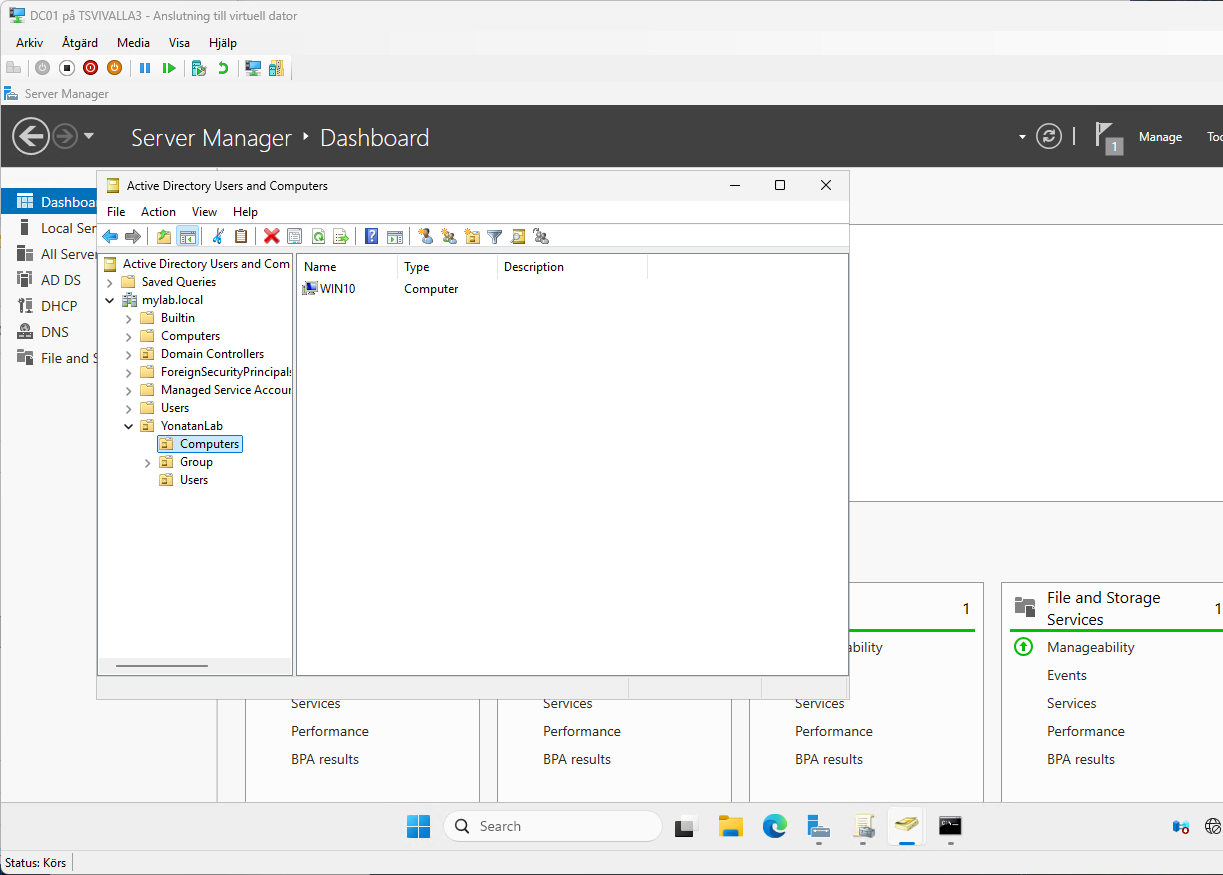 DC01 på TSVIVALLA3 - Anslutning till virtuell dator
Arkiv Åtgärd Media Visa Hjälp
Server Manager
Server Manager Dashboard
1 Manage Too
Dashboa
Local Ser
All Server
AD DS
DHCP
DNS
File and S
Active Directory Users and Computers
File Action View Help
Active Directory Users and Com
Saved Queries
mylab.local
Builtin
Computers
Domain Controllers
ForeignSecurityPrincipals
Managed Service Accour
Users
YonatanLab
Computers
Group
Users
Name Type Description
WIN10 Computer
Services
Performance
BPA results
Services
Performance
BPA results
1
ability
Services
Performance
BPA results
File and Storage
Services
1
Manageability
Events
Services
Performance
BPA results
Search
Status: Körs